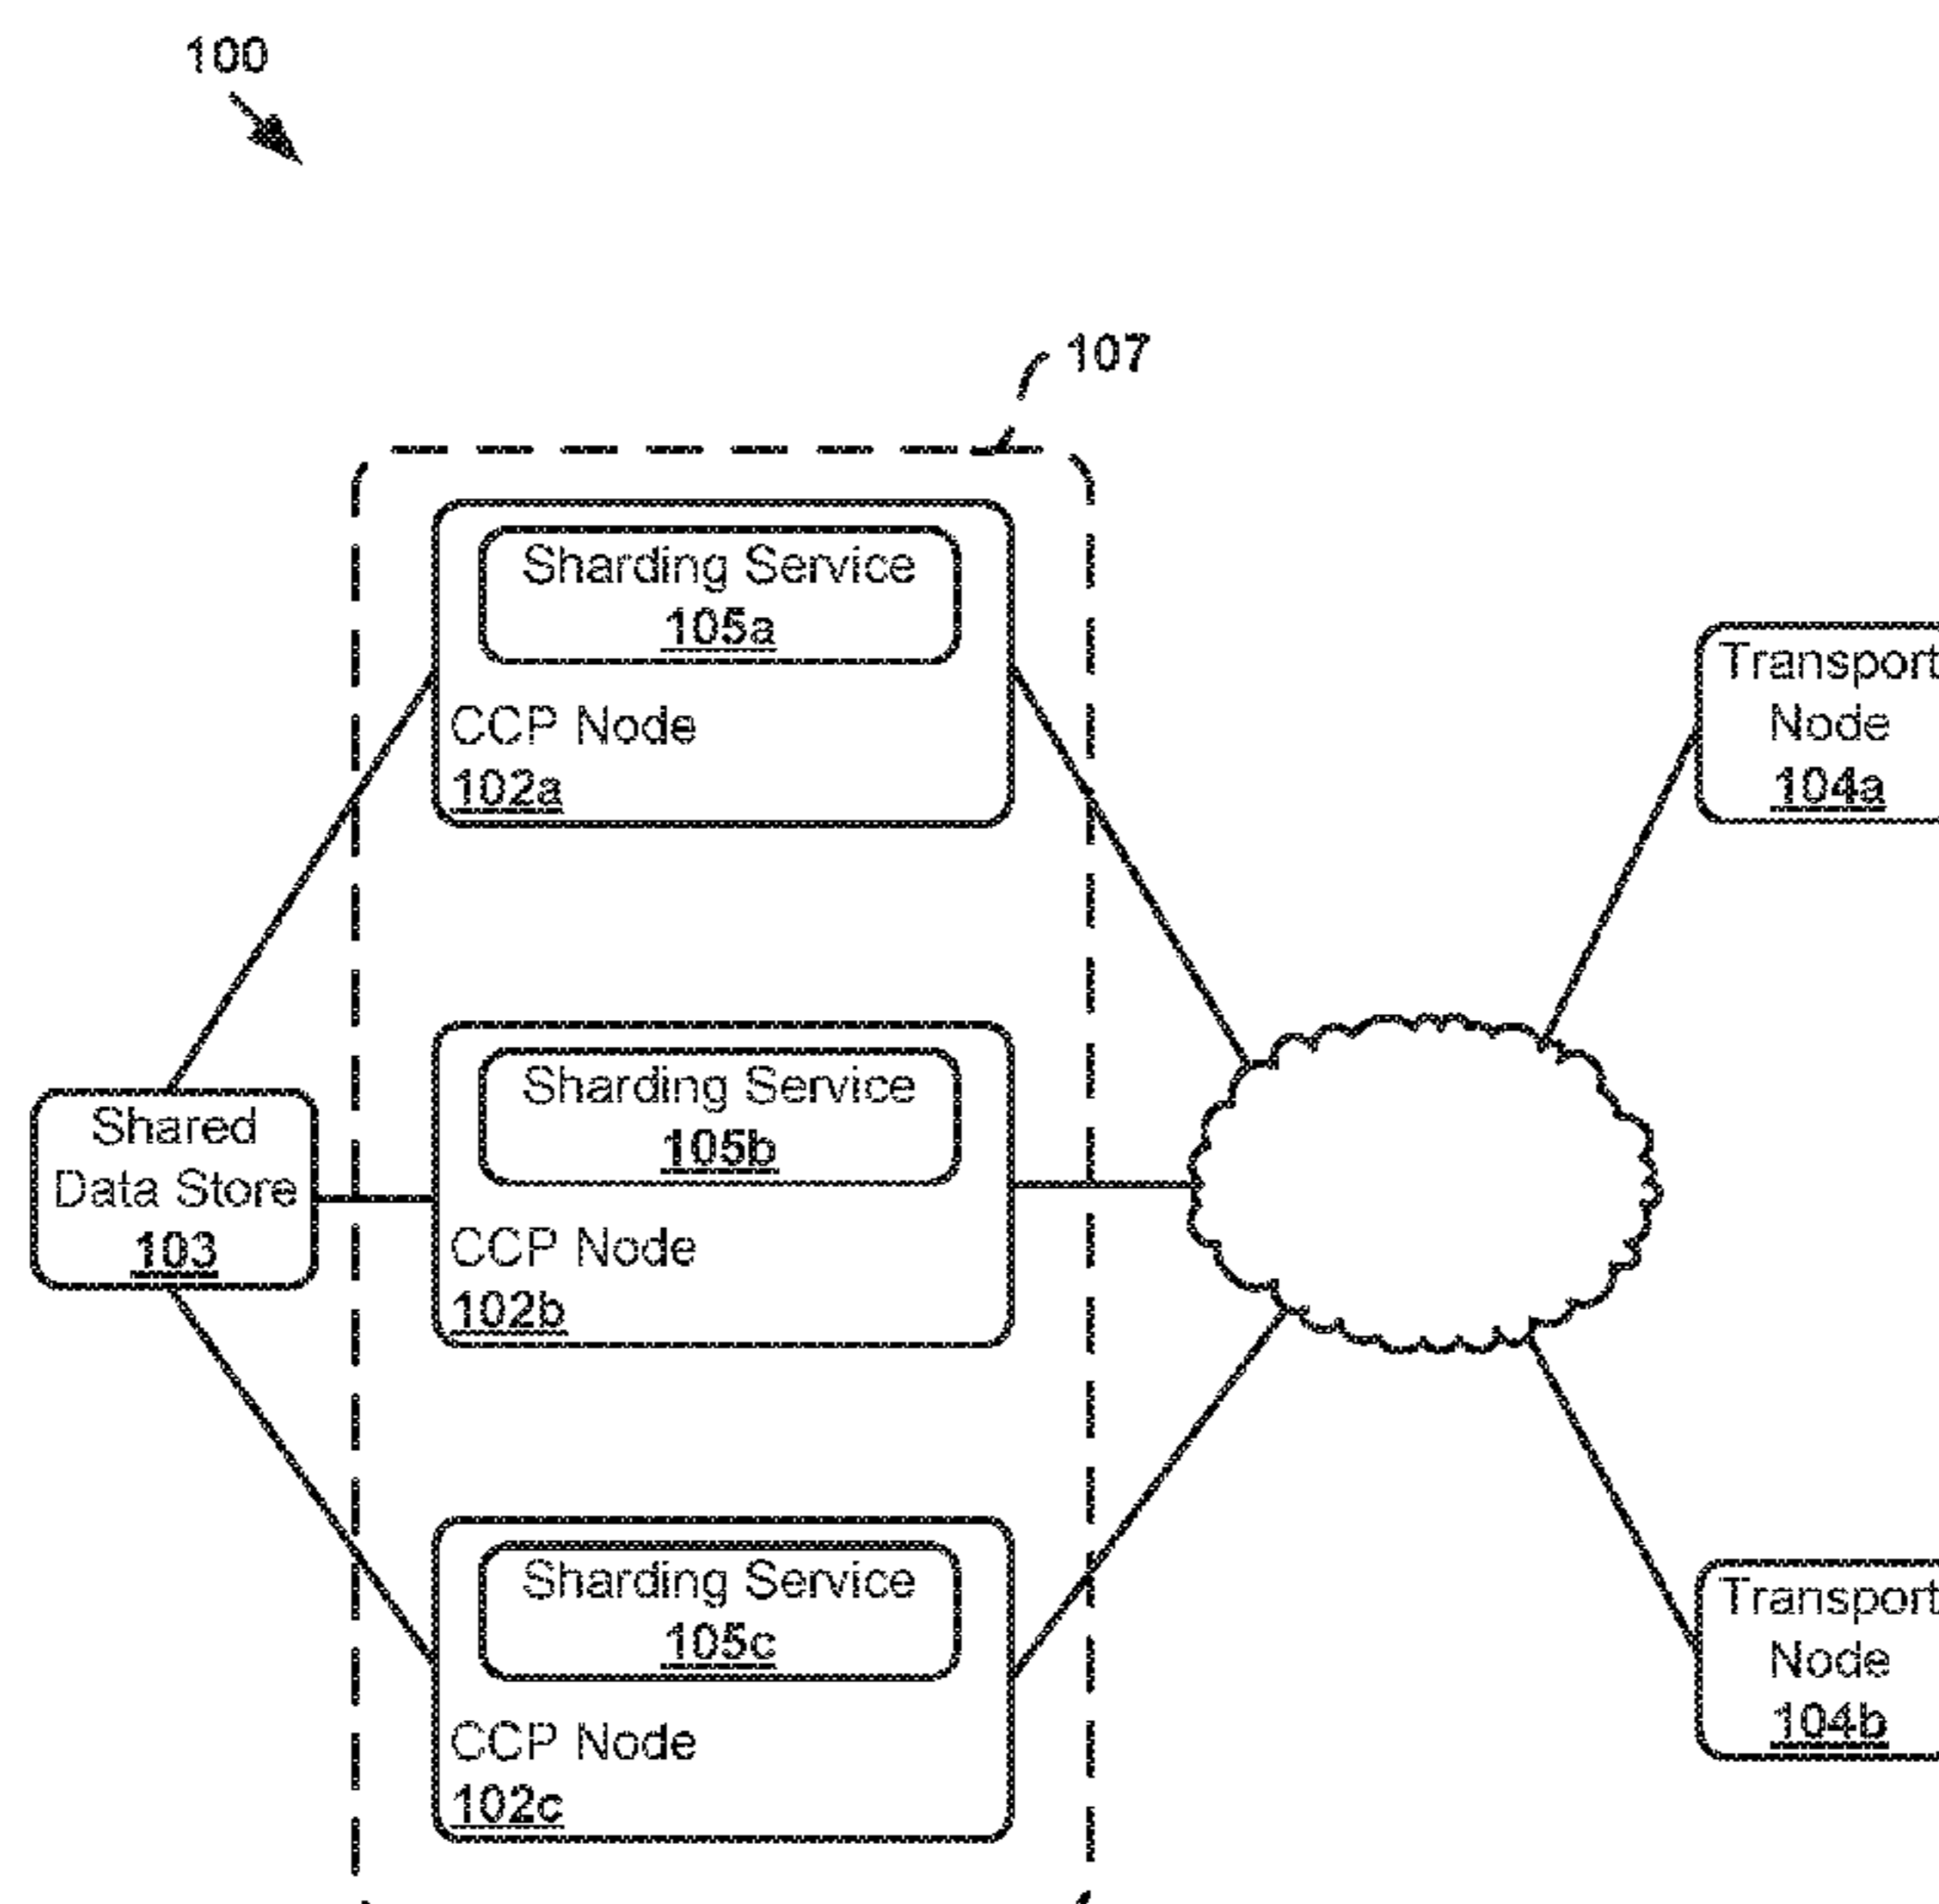 100
107
Sharding Service
105a
CCP Node
102a
Transport
Node
104a
Shared
Data Store
103
Sharding Service
105b
CCP Node
102b
Sharding Service
105c
CCP Node
102c
Transport
Node
104b